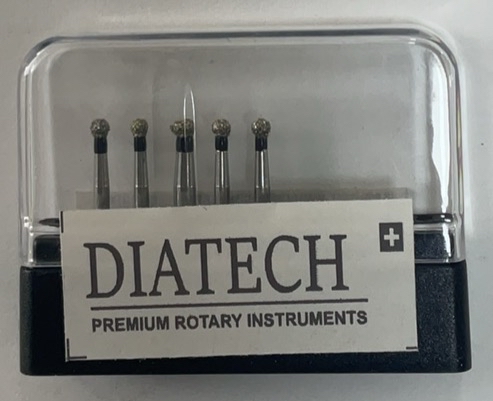 DIATECH
PREMIUM ROTARY INSTRUMENTS